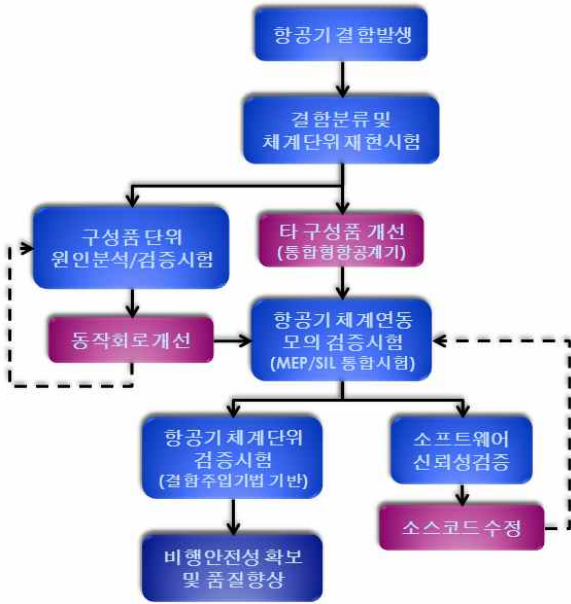 항공기 결함발생
결함분류 및
체계단위 재현시험
구성품 단위
원인분석/검증시험
타 구성품 개선
(통합형항공계기)
동작회로개선
항공기 체계연동
모의 검증시험
(MEP/SIL 통합시험)
항공기 체계단위
검증시험
(결함주입기법 기반)
소프트웨어
신뢰성검증
소스코드 수정
비행안전성 확보
및 품질향상